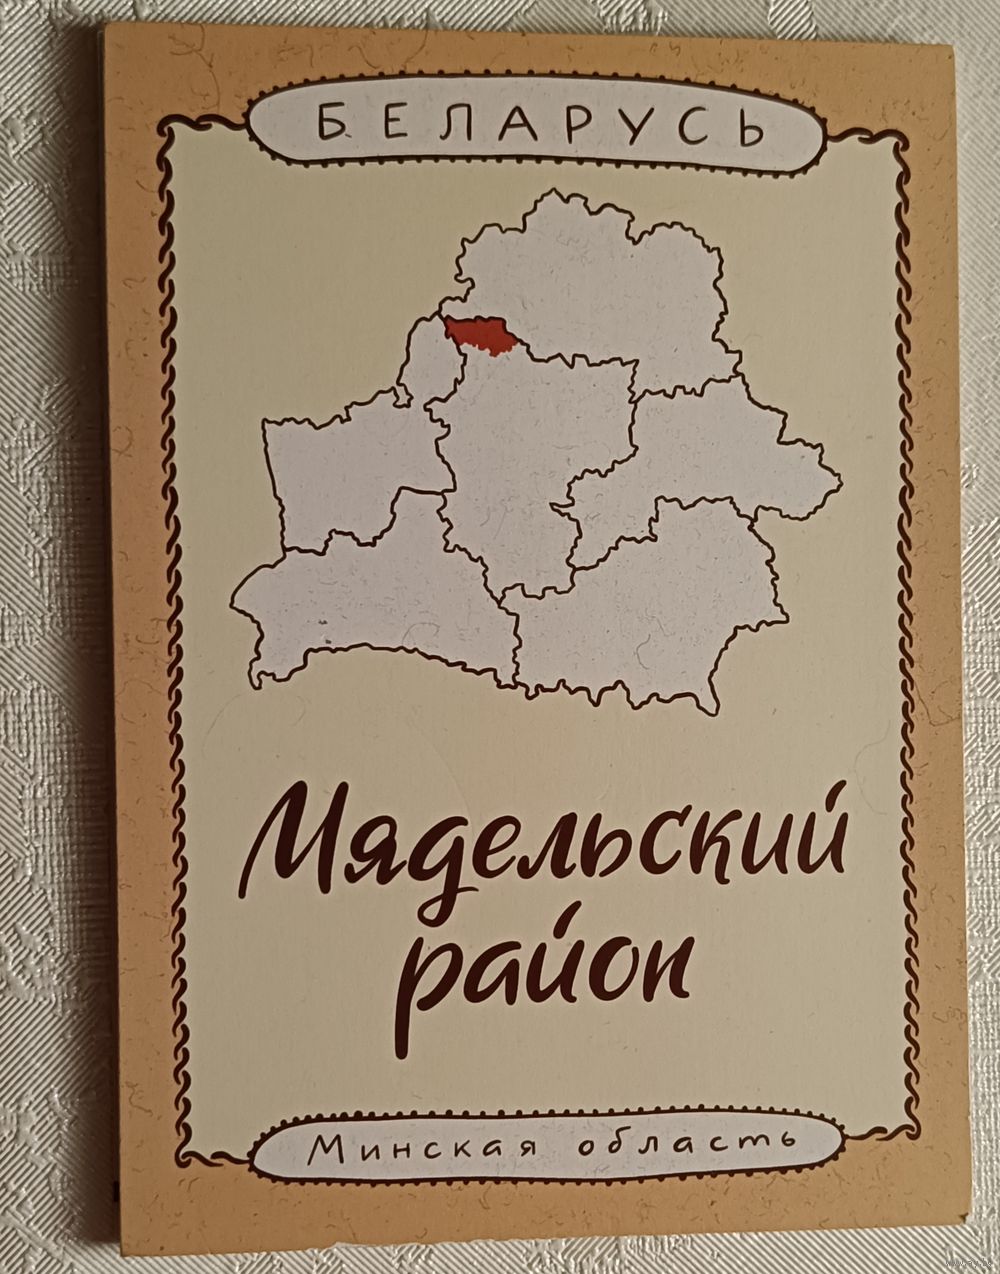 БЕЛАРУСЬ
Мядельский
район
Минская область